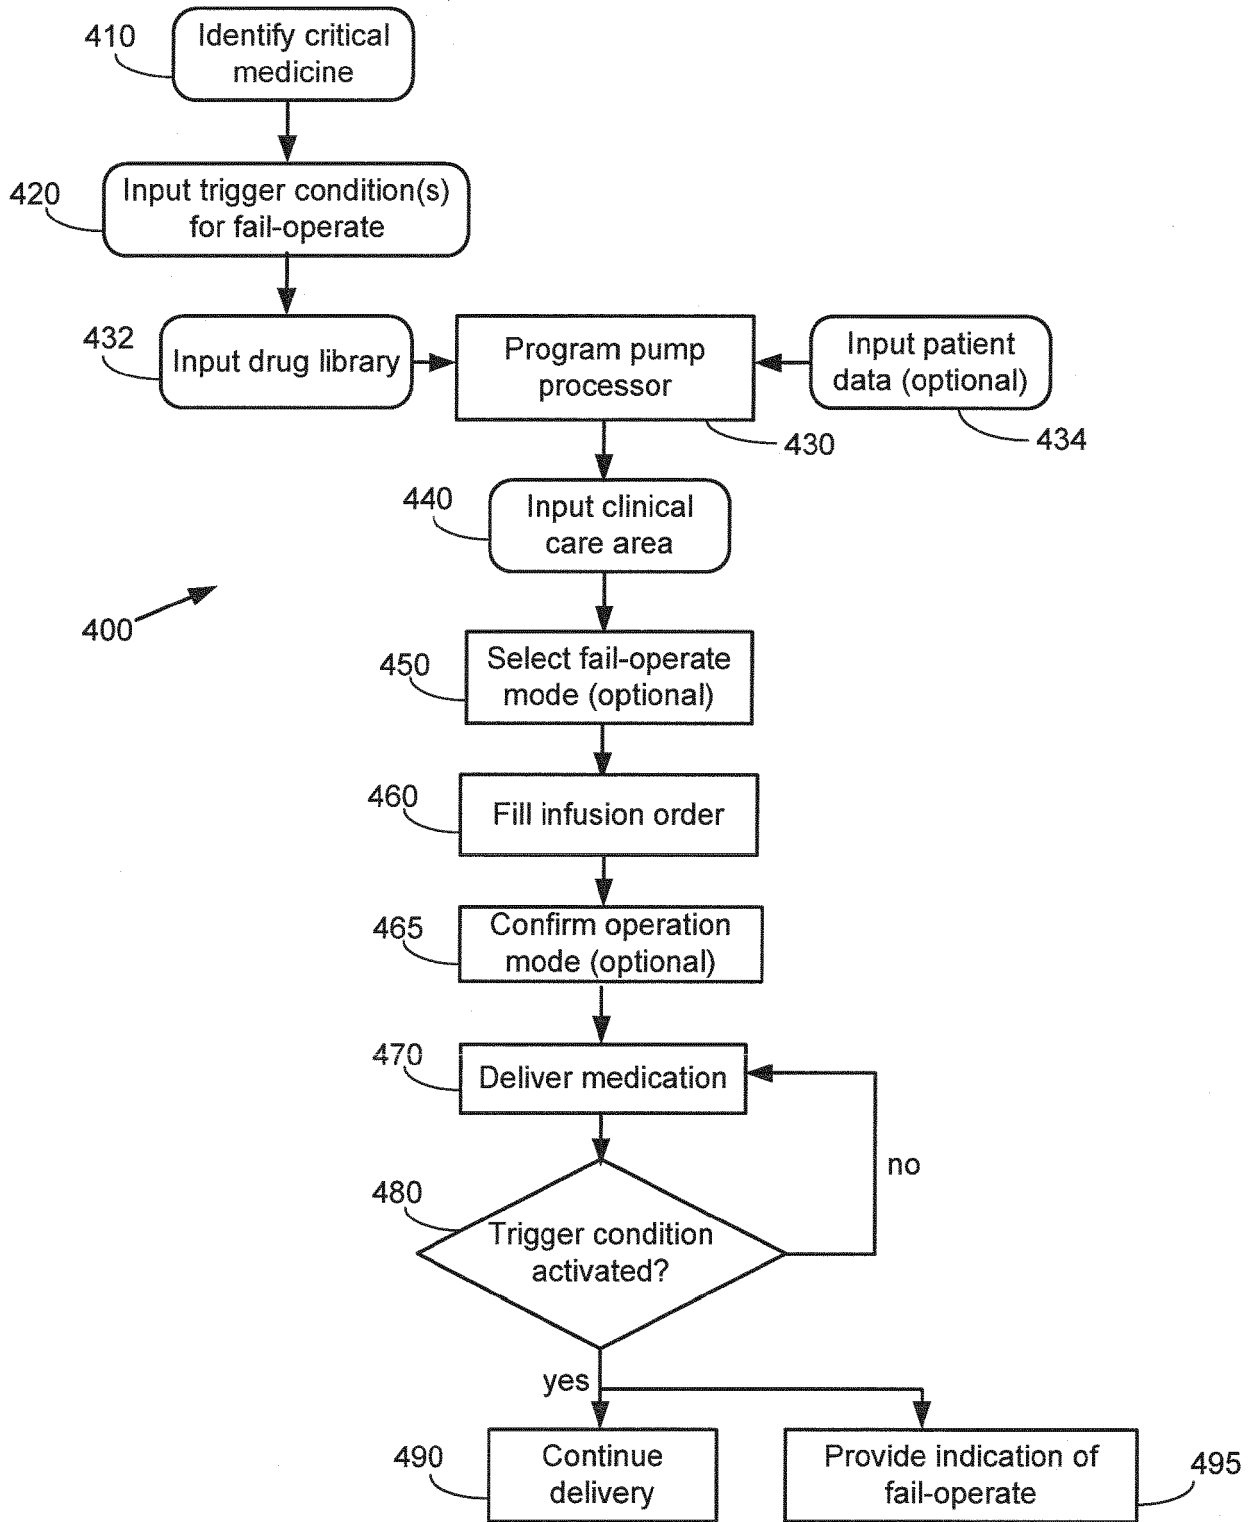 410
Identify critical
medicine
420
Input trigger condition(s)
for fail-operate
432
Input drug library
Program pump
processor
430
Input patient
data (optional)
434
440
Input clinical
care area
400
450
Select fail-operate
mode (optional)
460
Fill infusion order
465
Confirm operation
mode (optional)
470
Deliver medication
no
480
Trigger condition
activated?
yes
490
Continue
delivery
Provide indication of
fail-operate
495